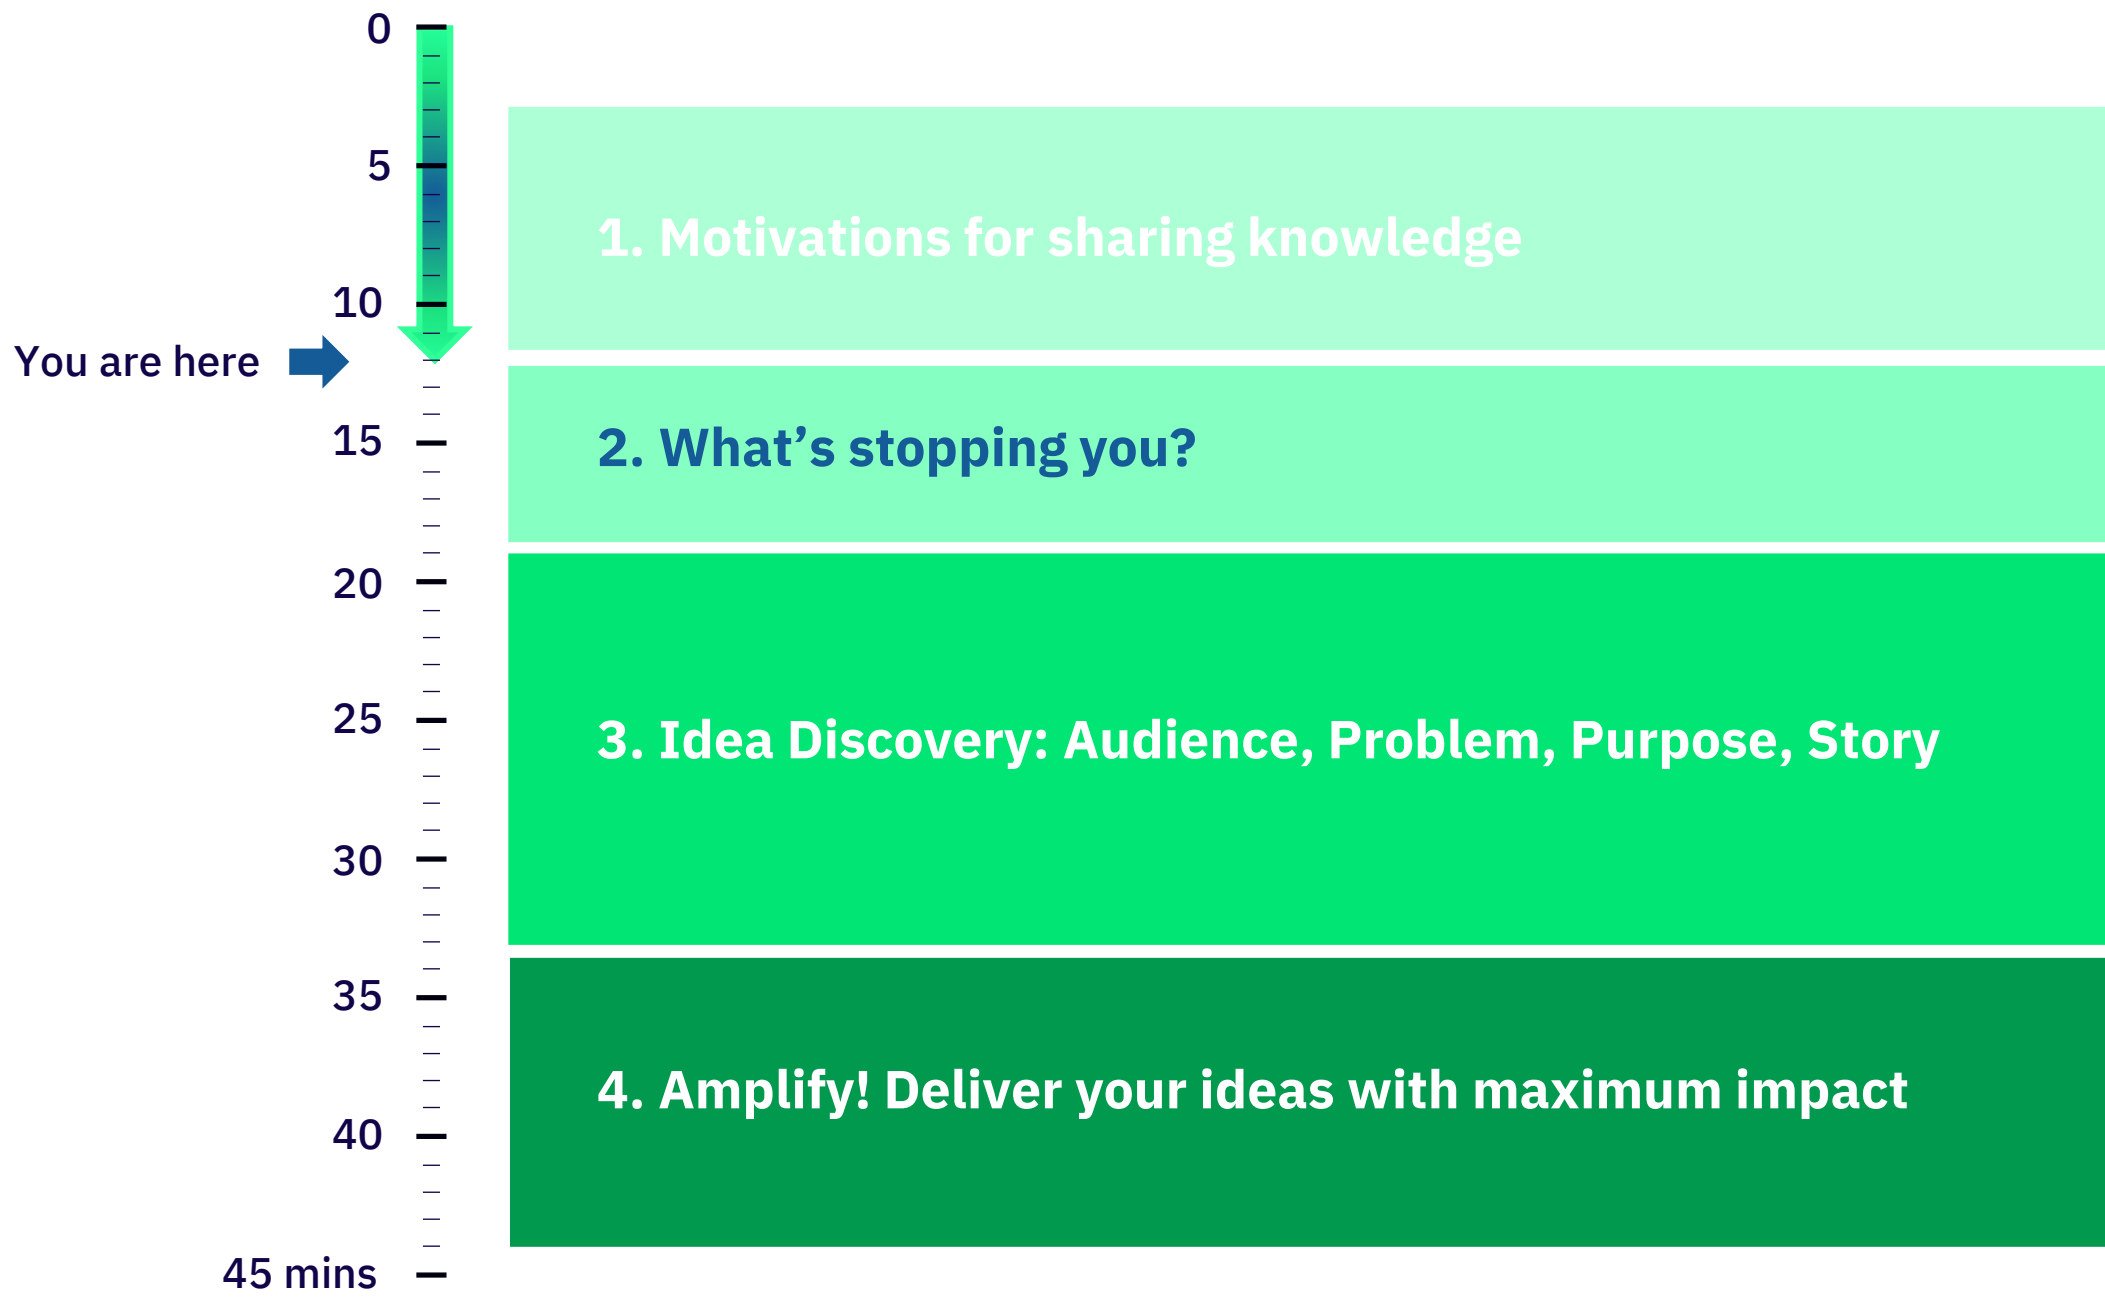 0
5
1. Motivations for sharing knowledge
10
You are here
15
2. What’s stopping you?
20
25
3. Idea Discovery: Audience, Problem, Purpose, Story
30
35
4. Amplify! Deliver your ideas with maximum impact
40
45 mins